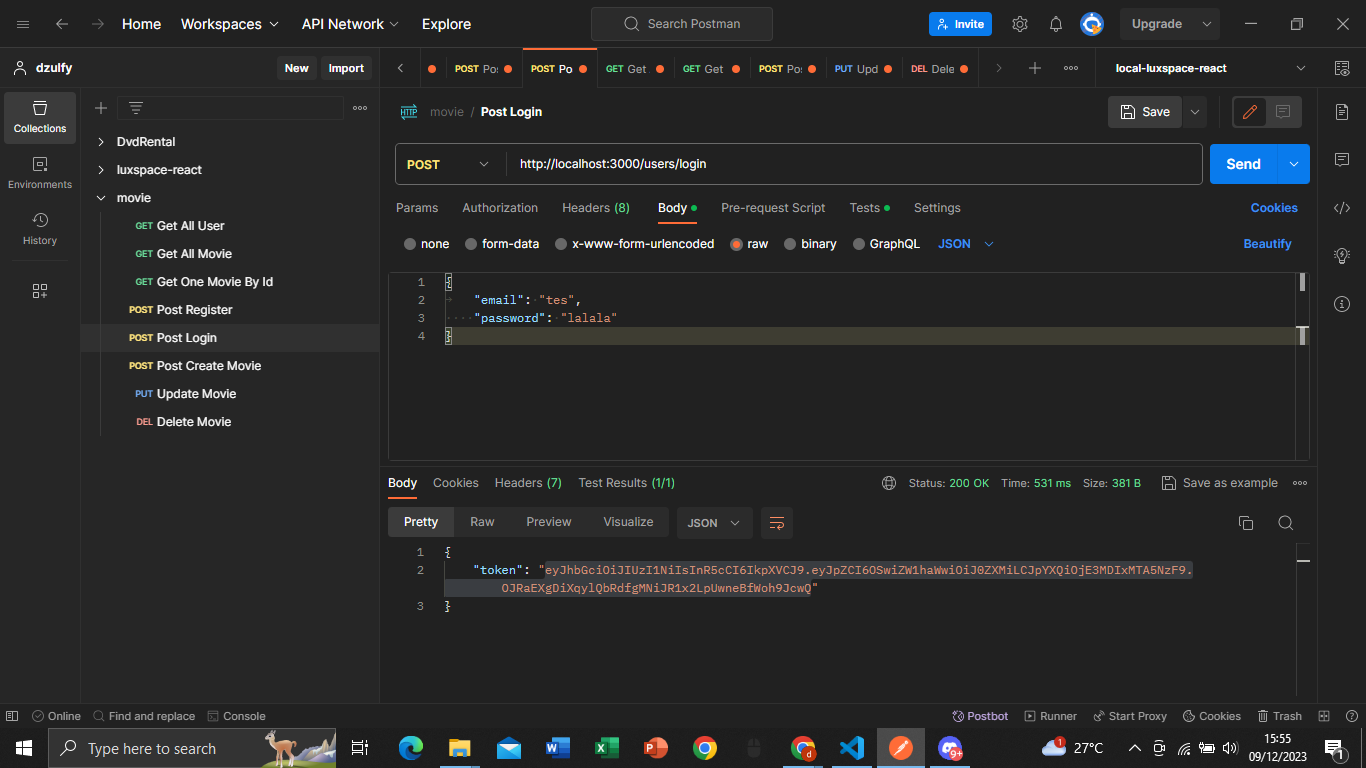 Home Workspaces API Network Explore Search Postman Invite Upgrade
dzulfy New Import POST Po POST Po GET Get GET Get POST Po PUT Upd DEL Dele local-luxspace-react
Collections
Environments
History
DvdRental
luxspace-react
movie
GET Get All User
GET Get All Movie
GET Get One Movie By Id
POST Post Register
POST Post Login
POST Post Create Movie
PUT Update Movie
DEL Delete Movie
HTTP movie / Post Login Save
POST http://localhost:3000/users/login Send
Params Authorization Headers (8) Body Pre-request Script Tests Settings Cookies
none form-data x-www-form-urlencoded raw binary GraphQL JSON Beautify
1 {
2 "email": "tes",
3 "password": "lalala"
4 }
Body Cookies Headers (7) Test Results (1/1) Status: 200 OK Time: 531 ms Size: 381 B Save as example
Pretty Raw Preview Visualize JSON
1 {
2 "token": "eyJhbGciOiJIUzI1NiIsInR5cCI6IkpXVCJ9.eyJpZCI6OSwiZW1haWwiOiJ0ZXMiLCJpYXQiOjE3MDIxMTA5NzF9.
OJRaEXgDiXqylQbRdfgMNiJR1x2LpUwneBfWoh9JcwQ"
3 }
Online Find and replace Console Postbot Runner Start Proxy Cookies Trash
Type here to search 9+ 1 27°C 15:55
09/12/2023 1